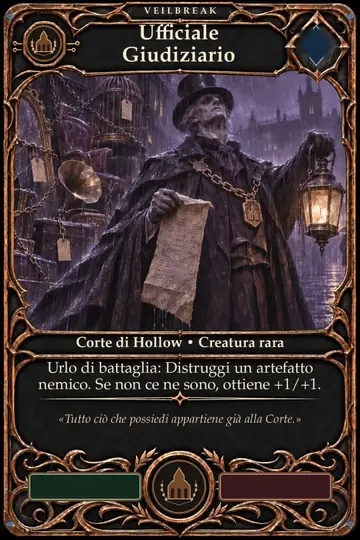 VEILBREAK
Ufficiale
Giudiziario
Corte di Hollow • Creatura rara
Urlo di battaglia: Distruggi un artefatto
nemico. Se non ce ne sono, ottiene +1/+1.
«Tutto ciò che possiedi appartiene già alla Corte.»